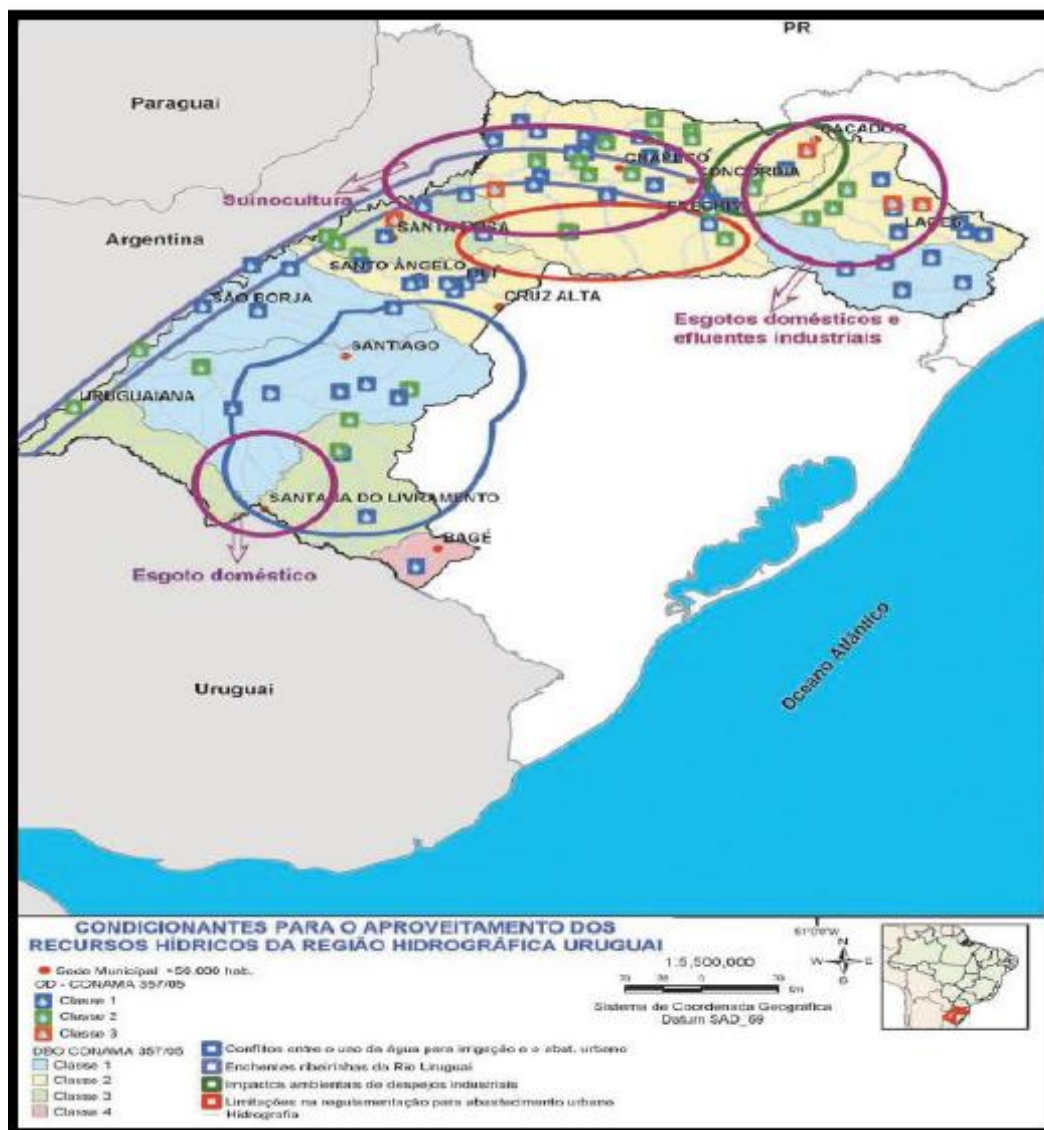 PR
Paraguai
CAÇADOR
CHAPECÓ
CONCÓRDIA
Suinocultura
ERECHIM
LAGES
Argentina
SANTA ROSA
SANTO ÂNGELO
SÃO BORJA
CRUZ ALTA
Esgotos domésticos e
efluentes industriais
SANTIAGO
URUGUAIANA
SANTANA DO LIVRAMENTO
BAGÉ
Esgoto doméstico
Oceano Atlântico
Uruguai
CONDICIONANTES PARA O APROVEITAMENTO DOS
RECURSOS HÍDRICOS DA REGIÃO HIDROGRÁFICA URUGUAI
Sede Municipal >50.000 hab.
OD - CONAMA 357/05
Classe 1
Classe 2
Classe 3
DBO CONAMA 357/05
Classe 1
Classe 2
Classe 3
Classe 4
Conflitos entre o uso da água para irrigação e o abat. urbano
Enchentes ribeirinhas da Rio Uruguai
Impactos ambientais de despejos industriais
Limitações na regulamentação para abastecimento urbano
Hidrografia
1:5,500,000
km
Sistema de Coordenada Geográfica
Datum SAD_69
N
W
E
S